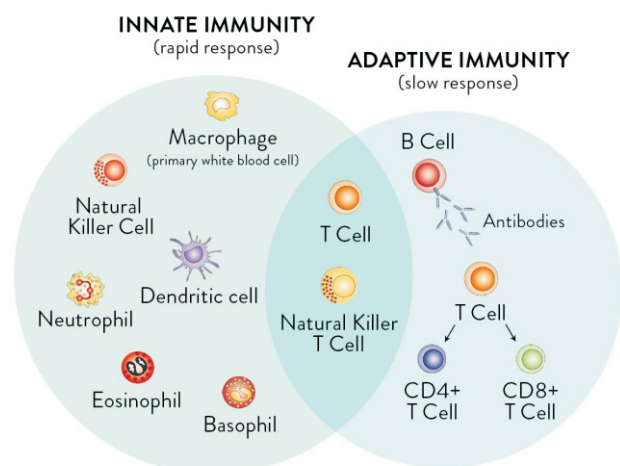 INNATE IMMUNITY
(rapid response)
ADAPTIVE IMMUNITY
(slow response)
Macrophage
(primary white blood cell)
Natural
Killer Cell
Dendritic cell
Neutrophil
Eosinophil
Basophil
T Cell
Natural Killer
T Cell
B Cell
Antibodies
T Cell
CD4+
T Cell
CD8+
T Cell